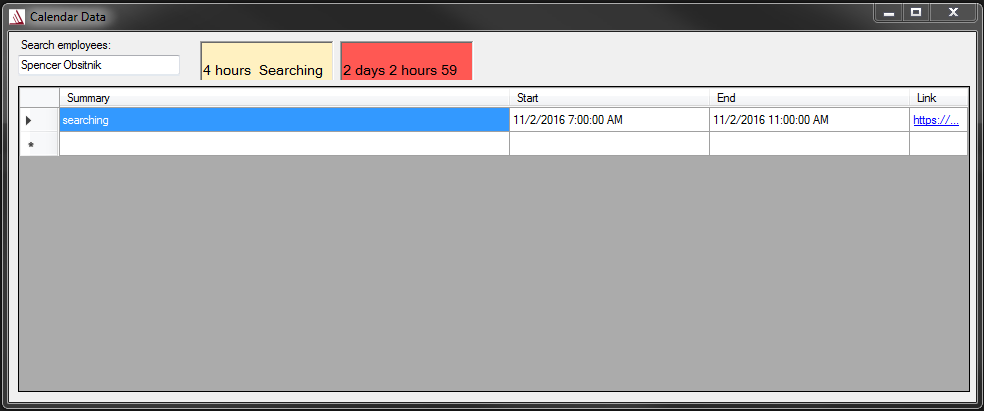 Calendar Data
Search employees:
Spencer Obsitnik
4 hours  Searching
2 days 2 hours 59
Summary Start End Link
searching 11/2/2016 7:00:00 AM 11/2/2016 11:00:00 AM https://...
*